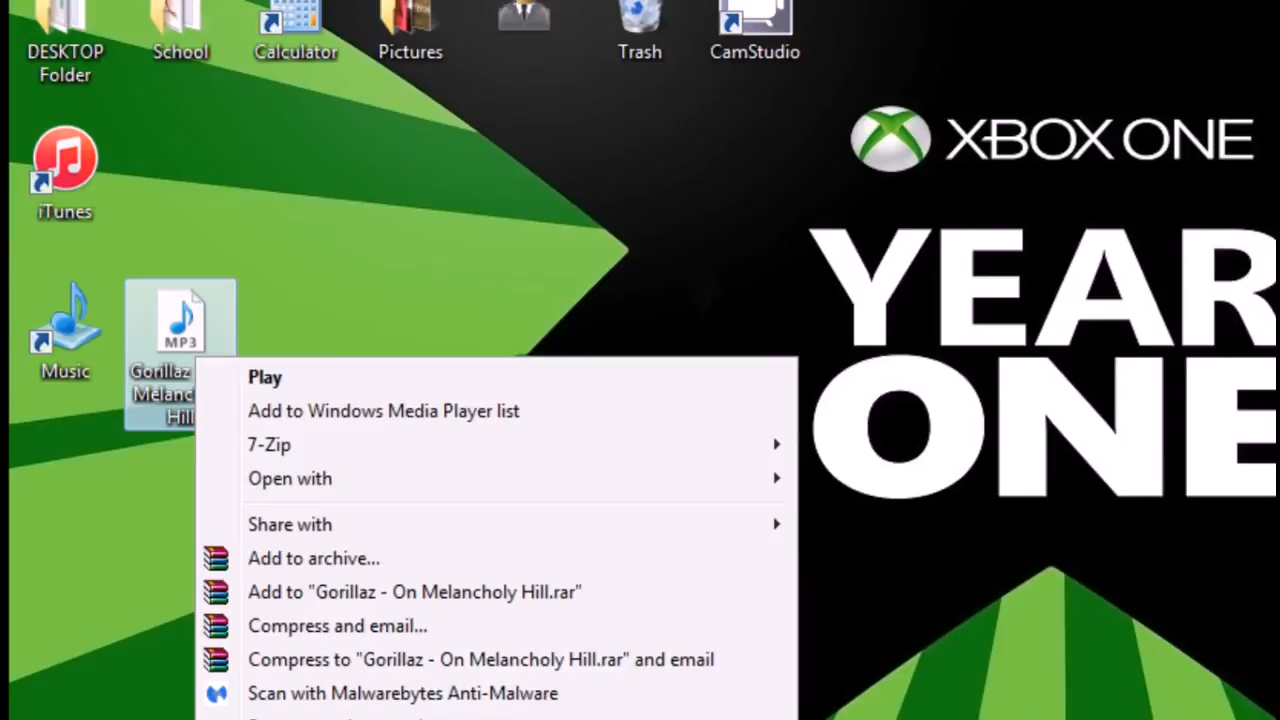 DESKTOP
Folder
School
Calculator
Pictures
Trash
CamStudio
XBOX ONE
iTunes
YEAR
ONE
MP3
Music
Gorillaz
Hill
Play
Add to Windows Media Player list
7-Zip
Open with
Share with
Add to archive...
Add to "Gorillaz - On Melancholy Hill.rar"
Compress and email...
Compress to "Gorillaz - On Melancholy Hill.rar" and email
Scan with Malwarebytes Anti-Malware